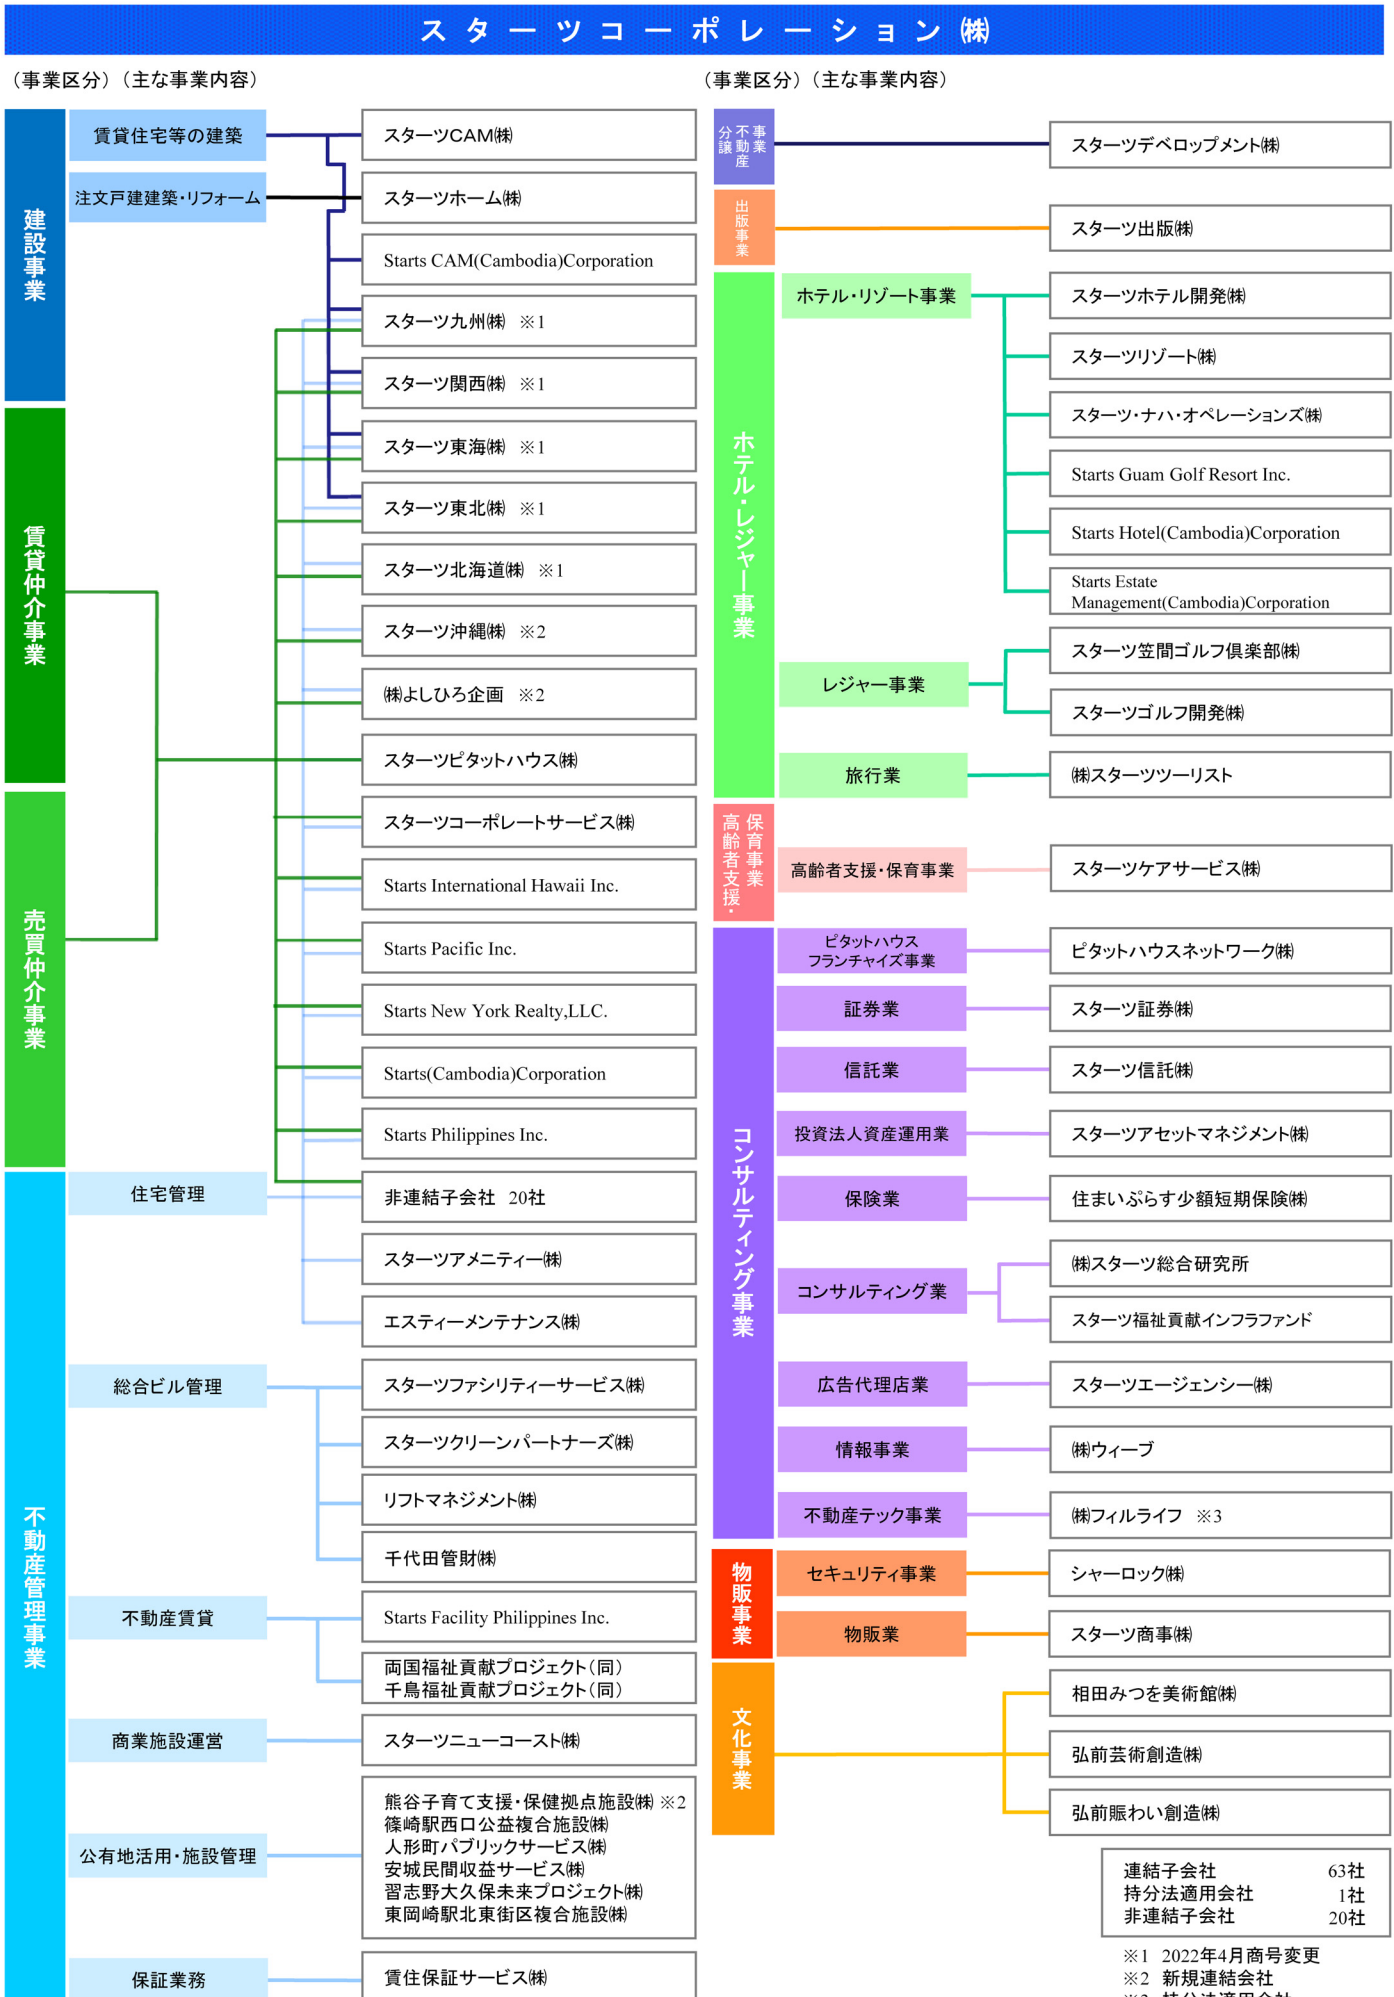 スターツコーポレーション㈱
（事業区分）（主な事業内容）
建設事業
賃貸住宅等の建築
注文戸建建築・リフォーム
スターツCAM㈱
スターツホーム㈱
Starts CAM(Cambodia)Corporation
スターツ九州㈱ ※1
スターツ関西㈱ ※1
スターツ東海㈱ ※1
スターツ東北㈱ ※1
賃貸仲介事業
スターツ北海道㈱ ※1
スターツ沖縄㈱ ※2
㈱よしひろ企画 ※2
スターツピタットハウス㈱
売買仲介事業
スターツコーポレートサービス㈱
Starts International Hawaii Inc.
Starts Pacific Inc.
Starts New York Realty,LLC.
Starts(Cambodia)Corporation
Starts Philippines Inc.
不動産管理事業
住宅管理
非連結子会社 20社
スターツアメニティー㈱
エスティーメンテナンス㈱
総合ビル管理
スターツファシリティーサービス㈱
スターツクリーンパートナーズ㈱
リフトマネジメント㈱
千代田管財㈱
不動産賃貸
Starts Facility Philippines Inc.
両国福祉貢献プロジェクト（同）
千鳥福祉貢献プロジェクト（同）
商業施設運営
スターツニューコースト㈱
公有地活用・施設管理
熊谷子育て支援・保健拠点施設㈱ ※2
篠崎駅西口公益複合施設㈱
人形町パブリックサービス㈱
安城民間収益サービス㈱
習志野大久保未来プロジェクト㈱
東岡崎駅北東街区複合施設㈱
保証業務
賃住保証サービス㈱
（事業区分）（主な事業内容）
事業
不動産
分譲
スターツデベロップメント㈱
出版事業
スターツ出版㈱
ホテル・レジャー事業
ホテル・リゾート事業
スターツホテル開発㈱
スターツリゾート㈱
スターツ・ナハ・オペレーションズ㈱
Starts Guam Golf Resort Inc.
Starts Hotel(Cambodia)Corporation
Starts Estate
Management(Cambodia)Corporation
レジャー事業
スターツ笠間ゴルフ倶楽部㈱
スターツゴルフ開発㈱
旅行業
㈱スターツツーリスト
保育事業
高齢者支援・
高齢者支援・保育事業
スターツケアサービス㈱
コンサルティング事業
ピタットハウス
フランチャイズ事業
ピタットハウスネットワーク㈱
証券業
スターツ証券㈱
信託業
スターツ信託㈱
投資法人資産運用業
スターツアセットマネジメント㈱
保険業
住まいぷらす少額短期保険㈱
コンサルティング業
㈱スターツ総合研究所
スターツ福祉貢献インフラファンド
広告代理店業
スターツエージェンシー㈱
情報事業
㈱ウィーブ
不動産テック事業
㈱フィルライフ ※3
物販事業
セキュリティ事業
シャーロック㈱
物販業
スターツ商事㈱
文化事業
相田みつを美術館㈱
弘前芸術創造㈱
弘前賑わい創造㈱
連結子会社 63社
持分法適用会社 1社
非連結子会社 20社
※1 2022年4月商号変更
※2 新規連結会社
※3 持分法適用会社